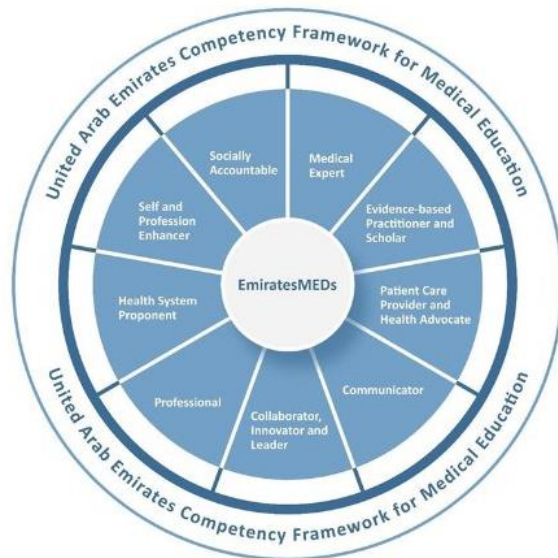 United Arab Emirates Competency Framework for Medical Education
Socially
Accountable
Medical
Expert
Self and
Profession
Enhancer
Evidence-based
Practitioner and
Scholar
EmiratesMEDs
Health System
Proponent
Patient Care
Provider and
Health Advocate
Professional
Communicator
Collaborator,
Innovator and
Leader
United Arab Emirates Competency Framework for Medical Education